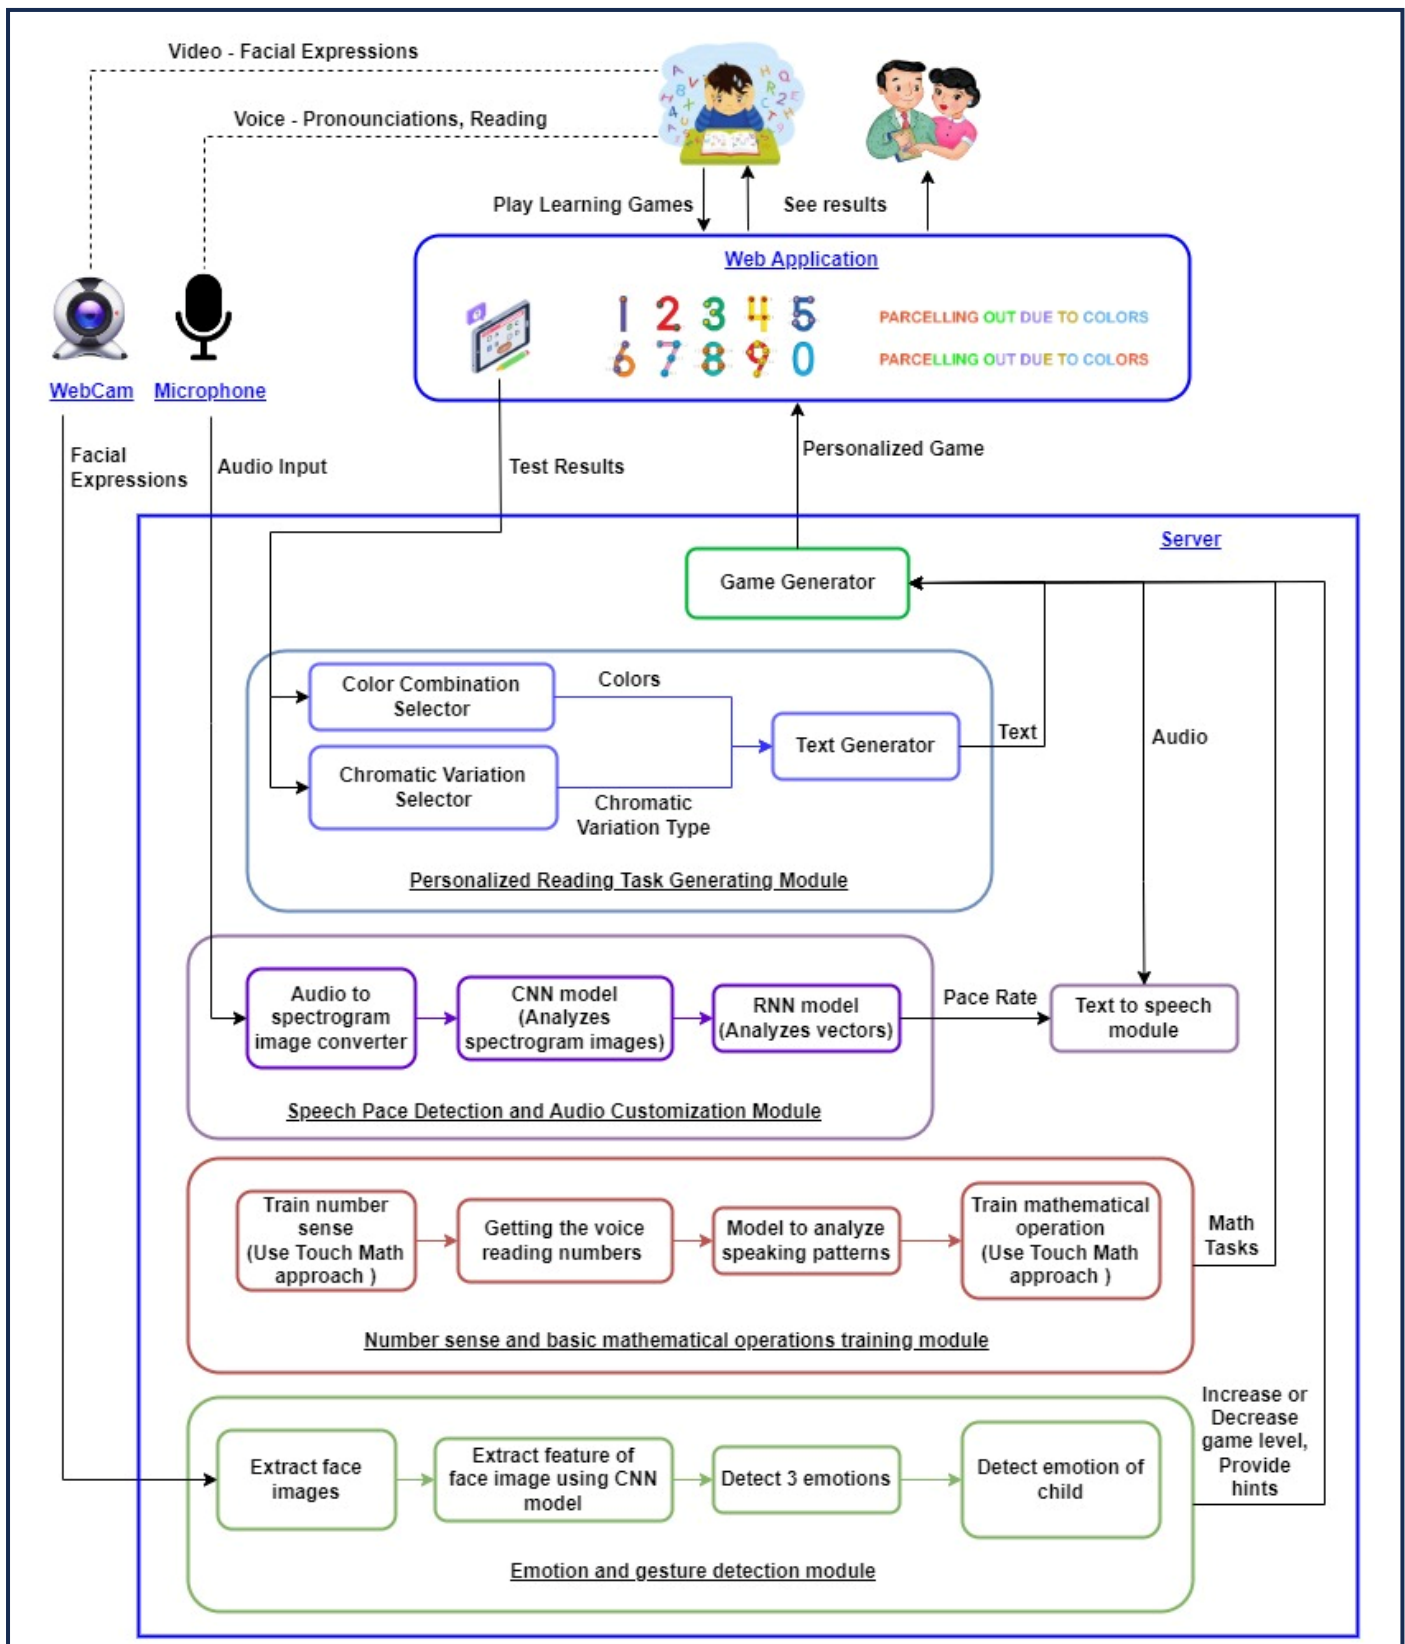 Video - Facial Expressions
Voice - Pronounciations, Reading
Play Learning Games
See results
Web Application
1 2 3 4 5
6 7 8 9 0
PARCELLING OUT DUE TO COLORS
PARCELLING OUT DUE TO COLORS
WebCam
Microphone
Facial
Expressions
Audio Input
Test Results
Personalized Game
Server
Game Generator
Color Combination
Selector
Colors
Text Generator
Text
Audio
Chromatic Variation
Selector
Chromatic
Variation Type
Personalized Reading Task Generating Module
Audio to
spectrogram
image converter
CNN model
(Analyzes
spectrogram images)
RNN model
(Analyzes vectors)
Pace Rate
Text to speech
module
Speech Pace Detection and Audio Customization Module
Train number
sense
(Use Touch Math
approach )
Getting the voice
reading numbers
Model to analyze
speaking patterns
Train mathematical
operation
(Use Touch Math
approach )
Math
Tasks
Number sense and basic mathematical operations training module
Increase or
Decrease
game level,
Provide
hints
Extract face
images
Extract feature of
face image using CNN
model
Detect 3 emotions
Detect emotion of
child
Emotion and gesture detection module